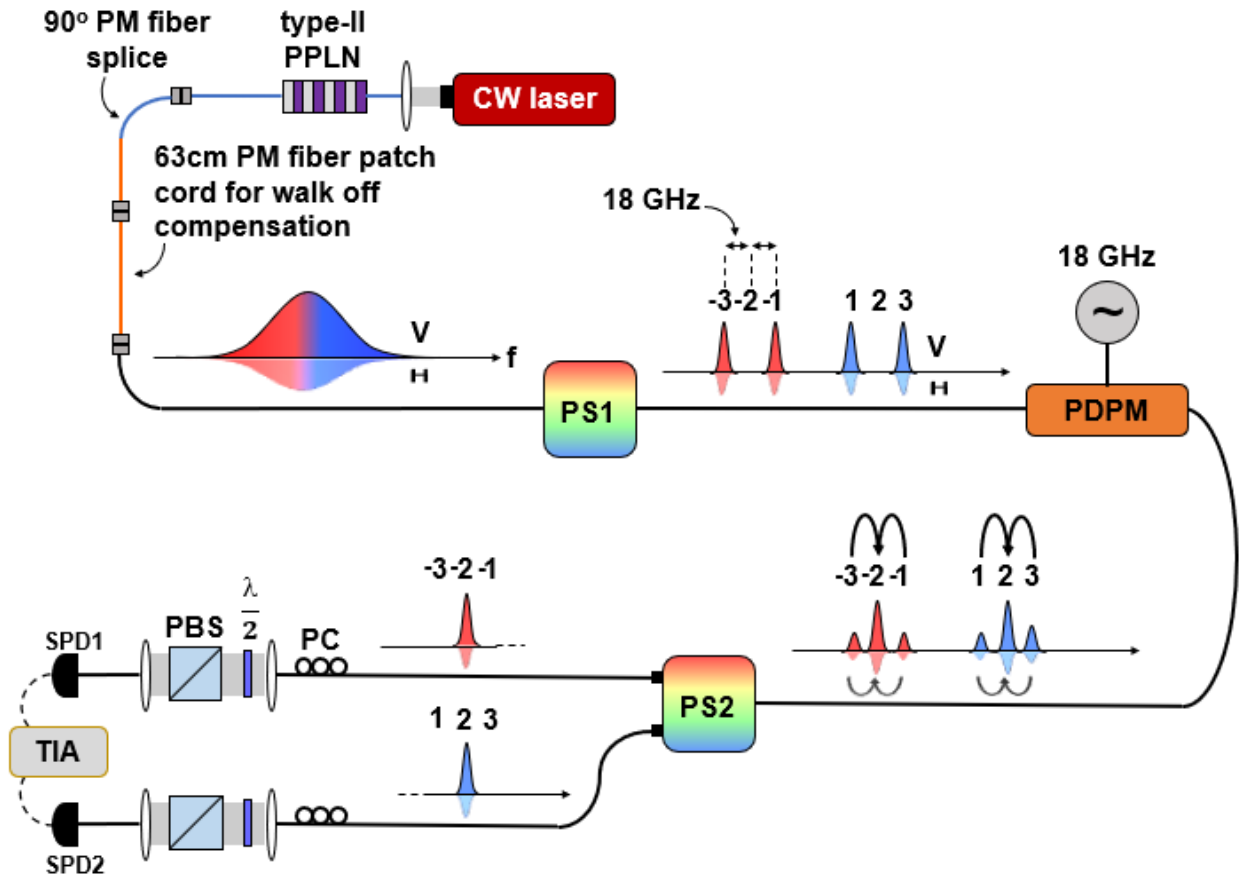 90º PM fiber
splice
type-II
PPLN
CW laser
63cm PM fiber patch
cord for walk off
compensation
18 GHz
-3 -2 -1 1 2 3
V
H
f
PS1
V
H
18 GHz
~
PDPM
-3 -2 -1
1 2 3
PS2
-3 -2 -1
PC
λ
2
PBS
SPD1
TIA
SPD2
1 2 3